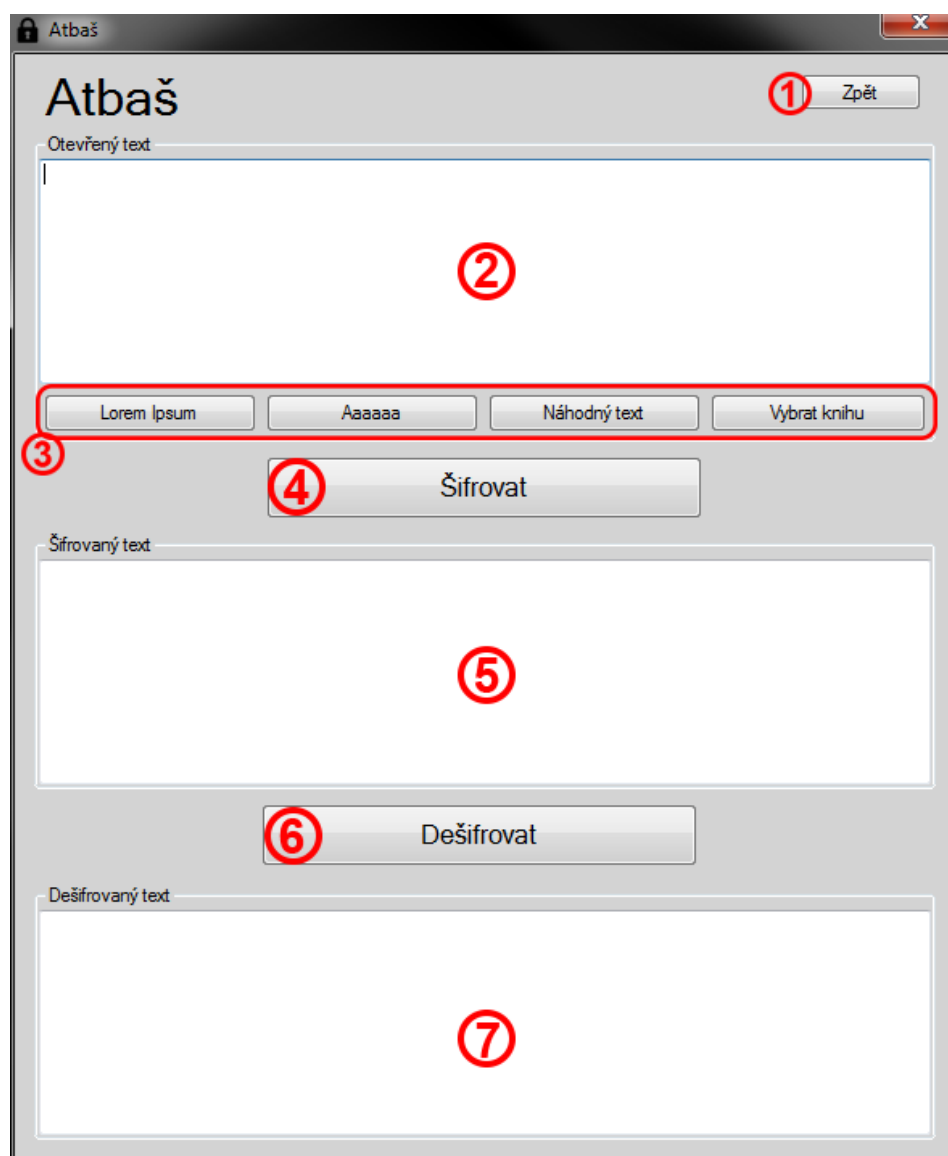 Atbaš
x
Atbaš
1 Zpět
Otevřený text
2
Lorem Ipsum Aaaaaa Náhodný text Vybrat knihu
3
4 Šifrovat
Šifrovaný text
5
6 Dešifrovat
Dešifrovaný text
7